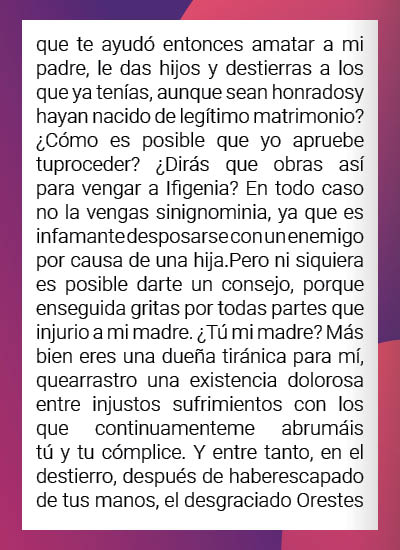 que te ayudó entonces amatar a mi
padre, le das hijos y destierras a los
que ya tenías, aunque sean honradosy
hayan nacido de legítimo matrimonio?
¿Cómo es posible que yo apruebe
tuproceder? ¿Dirás que obras así
para vengar a Ifigenia? En todo caso
no la vengas sinignominia, ya que es
infamantedesposarseconunenemigo
por causa de una hija.Pero ni siquiera
es posible darte un consejo, porque
enseguida gritas por todas partes que
injurio a mi madre. ¿Tú mi madre? Más
bien eres una dueña tiránica para mí,
quearrastro una existencia dolorosa
entre injustos sufrimientos con los
que continuamenteme abrumáis
tú y tu cómplice. Y entre tanto, en el
destierro, después de haberescapado
de tus manos, el desgraciado Orestes